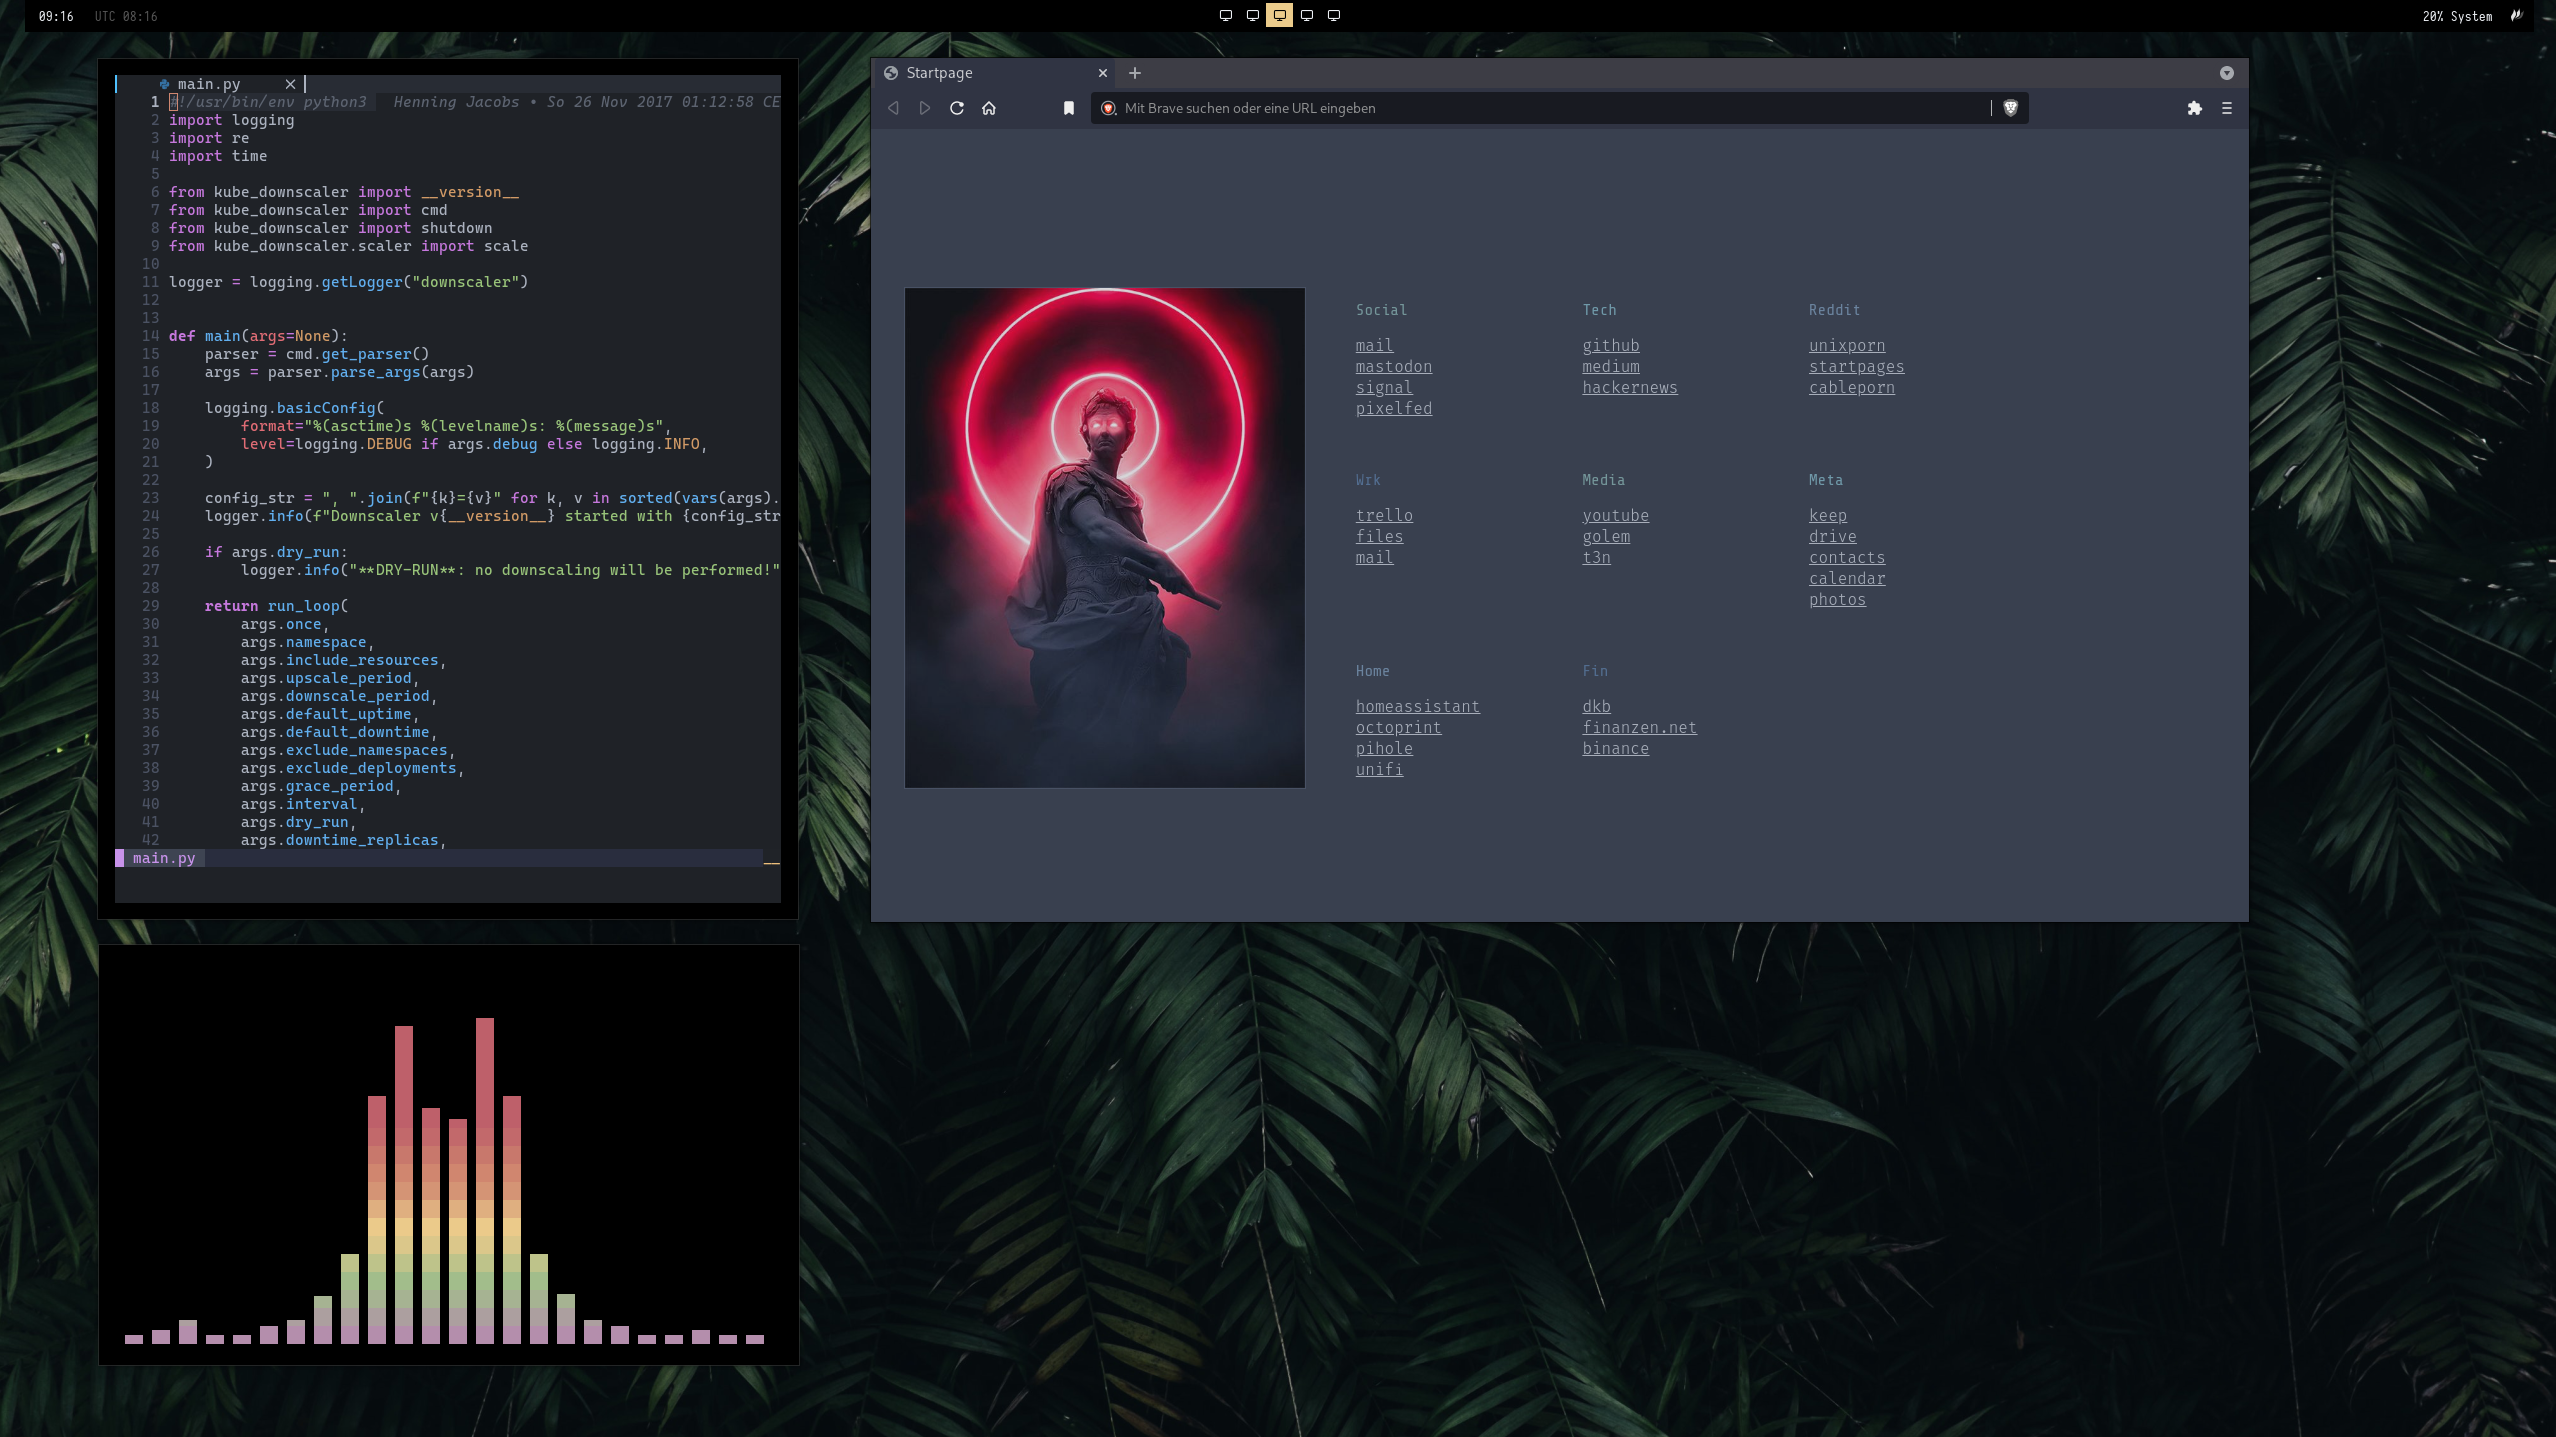 09:16 UTC 08:16
20% System
main.py
1 #!/usr/bin/env python3 Henning Jacobs • So 26 Nov 2017 01:12:58 CE
2 import logging
3 import re
4 import time
5
6 from kube_downscaler import __version__
7 from kube_downscaler import cmd
8 from kube_downscaler import shutdown
9 from kube_downscaler.scaler import scale
10
11 logger = logging.getLogger("downscaler")
12
13
14 def main(args=None):
15 parser = cmd.get_parser()
16 args = parser.parse_args(args)
17
18 logging.basicConfig(
19 format="%(asctime)s %(levelname)s: %(message)s",
20 level=logging.DEBUG if args.debug else logging.INFO,
21 )
22
23 config_str = ", ".join(f"{k}={v}" for k, v in sorted(vars(args).
24 logger.info(f"Downscaler v{__version__} started with {config_str
25
26 if args.dry_run:
27 logger.info("**DRY-RUN**: no downscaling will be performed!"
28
29 return run_loop(
30 args.once,
31 args.namespace,
32 args.include_resources,
33 args.upscale_period,
34 args.downscale_period,
35 args.default_uptime,
36 args.default_downtime,
37 args.exclude_namespaces,
38 args.exclude_deployments,
39 args.grace_period,
40 args.interval,
41 args.dry_run,
42 args.downtime_replicas,
main.py
Startpage
Mit Brave suchen oder eine URL eingeben
Social
mail
mastodon
signal
pixelfed
Tech
github
medium
hackernews
Reddit
unixporn
startpages
cableporn
Wrk
trello
files
mail
Media
youtube
golem
t3n
Meta
keep
drive
contacts
calendar
photos
Home
homeassistant
octoprint
pihole
unifi
Fin
dkb
finanzen.net
binance